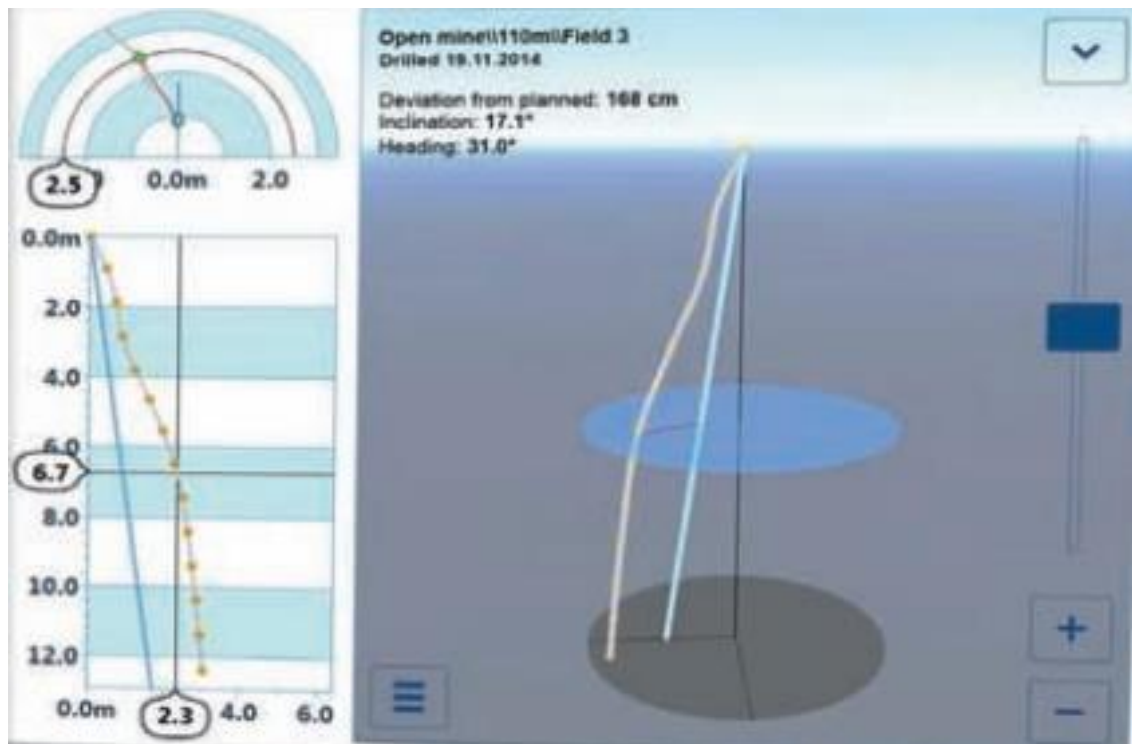 Open mine\\110m\\Field 3
Drilled 19.11.2014
Deviation from planned: 168 cm
Inclination: 17.1°
Heading: 31.0°
2.5 0.0m 2.0
0.0m
2.0
4.0
6.0
6.7
8.0
10.0
12.0
0.0m 2.3 4.0 6.0
+
−